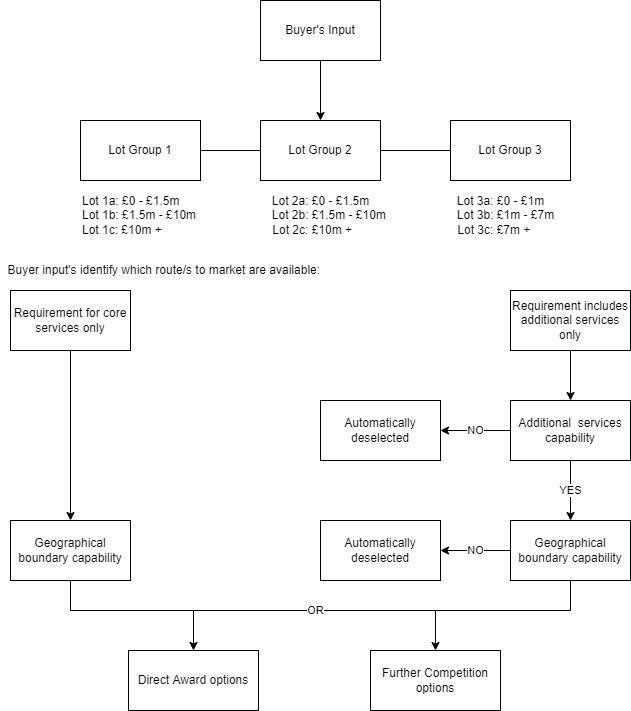 Buyer's Input
Lot Group 1
Lot Group 2
Lot Group 3
Lot 1a: £0 - £1.5m
Lot 1b: £1.5m - £10m
Lot 1c: £10m +
Lot 2a: £0 - £1.5m
Lot 2b: £1.5m - £10m
Lot 2c: £10m +
Lot 3a: £0 - £1m
Lot 3b: £1m - £7m
Lot 3c: £7m +
Buyer input's identify which route/s to market are available:
Requirement for core
services only
Requirement includes
additional services
only
Automatically
deselected
NO
Additional services
capability
YES
Geographical
boundary capability
Automatically
deselected
NO
Geographical
boundary capability
OR
Direct Award options
Further Competition
options